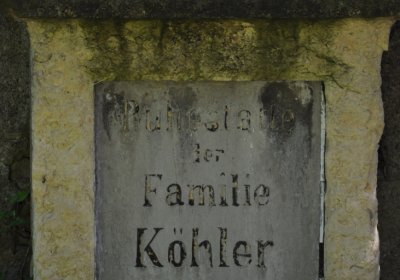 Ruhestätte
der
Familie
Köhler